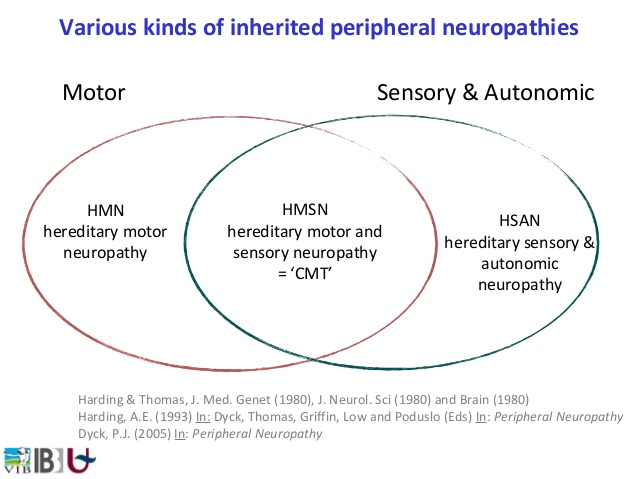 Various kinds of inherited peripheral neuropathies
Motor
Sensory & Autonomic
HMN
hereditary motor
neuropathy
HMSN
hereditary motor and
sensory neuropathy
= ‘CMT’
HSAN
hereditary sensory &
autonomic
neuropathy
Harding & Thomas, J. Med. Genet (1980), J. Neurol. Sci (1980) and Brain (1980)
Harding, A.E. (1993) In: Dyck, Thomas, Griffin, Low and Poduslo (Eds) In: Peripheral Neuropathy
Dyck, P.J. (2005) In: Peripheral Neuropathy
VIB